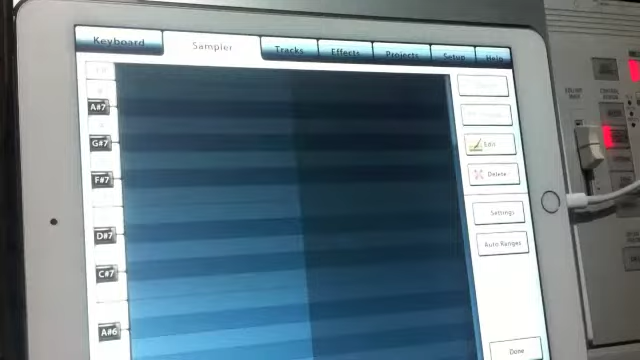 Keyboard
Sampler
Tracks
Effects
Projects
Setup
Help
A#7
G#7
F#7
D#7
C#7
A#6
Edit
Delete
Settings
Auto Ranges
Done